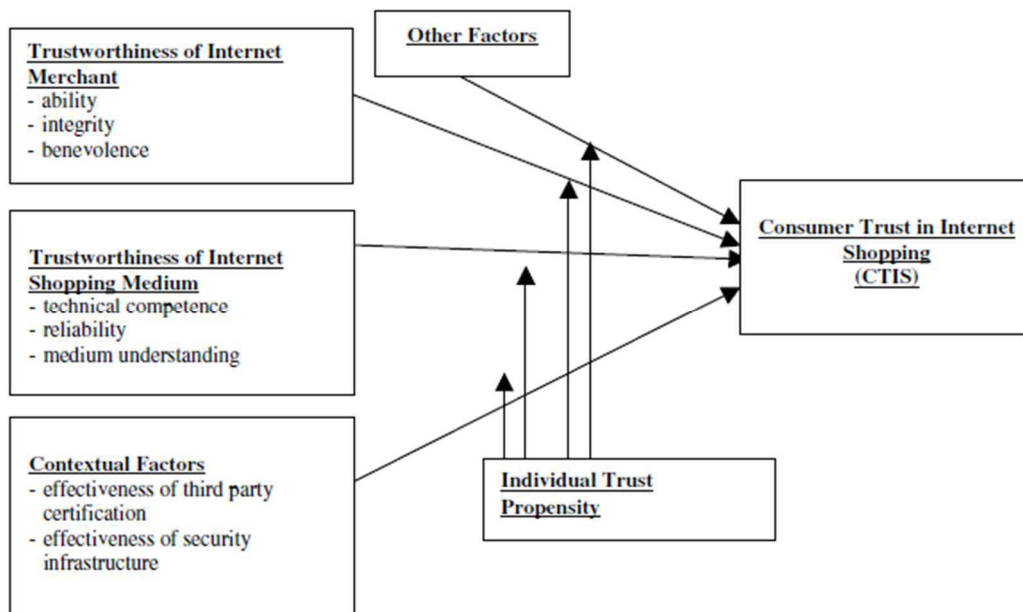 Other Factors
Trustworthiness of Internet
Merchant
- ability
- integrity
- benevolence
Trustworthiness of Internet
Shopping Medium
- technical competence
- reliability
- medium understanding
Consumer Trust in Internet
Shopping
(CTIS)
Contextual Factors
- effectiveness of third party
certification
- effectiveness of security
infrastructure
Individual Trust
Propensity